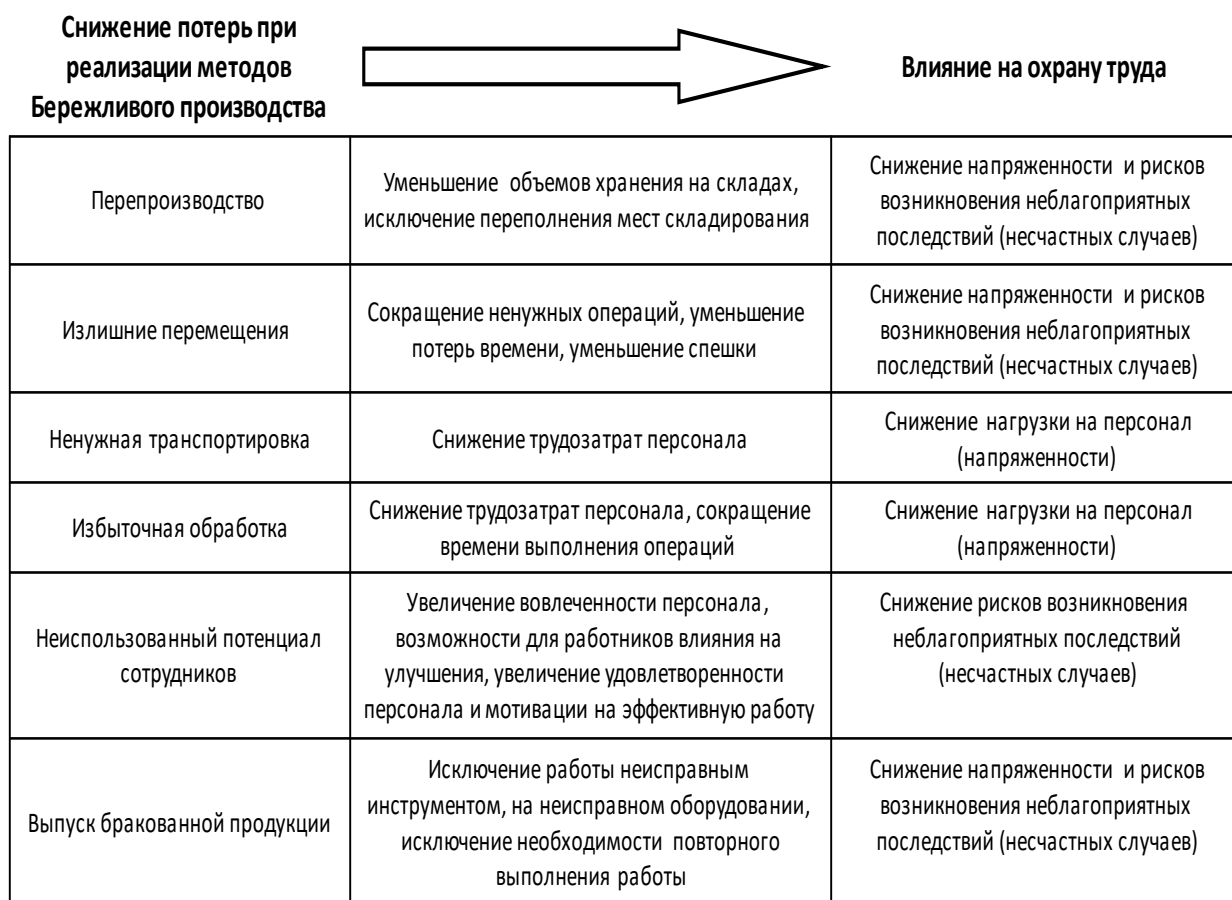 Снижение потерь при
реализации методов
Бережливого производства
Влияние на охрану труда
Перепроизводство
Уменьшение объемов хранения на складах,
исключение переполнения мест складирования
Снижение напряженности и рисков
возникновения неблагоприятных
последствий (несчастных случаев)
Излишние перемещения
Сокращение ненужных операций, уменьшение
потерь времени, уменьшение спешки
Снижение напряженности и рисков
возникновения неблагоприятных
последствий (несчастных случаев)
Ненужная транспортировка
Снижение трудозатрат персонала
Снижение нагрузки на персонал
(напряженности)
Избыточная обработка
Снижение трудозатрат персонала, сокращение
времени выполнения операций
Снижение нагрузки на персонал
(напряженности)
Неиспользованный потенциал
сотрудников
Увеличение вовлеченности персонала,
возможности для работников влияния на
улучшения, увеличение удовлетворенности
персонала и мотивации на эффективную работу
Снижение рисков возникновения
неблагоприятных последствий
(несчастных случаев)
Выпуск бракованной продукции
Исключение работы неисправным
инструментом, на неисправном оборудовании,
исключение необходимости повторного
выполнения работы
Снижение напряженности и рисков
возникновения неблагоприятных
последствий (несчастных случаев)